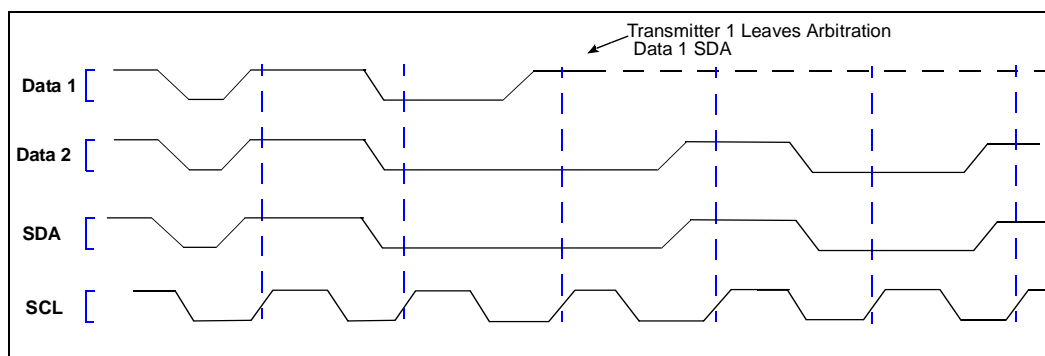 Transmitter 1 Leaves Arbitration
Data 1 SDA
Data 1
Data 2
SDA
SCL